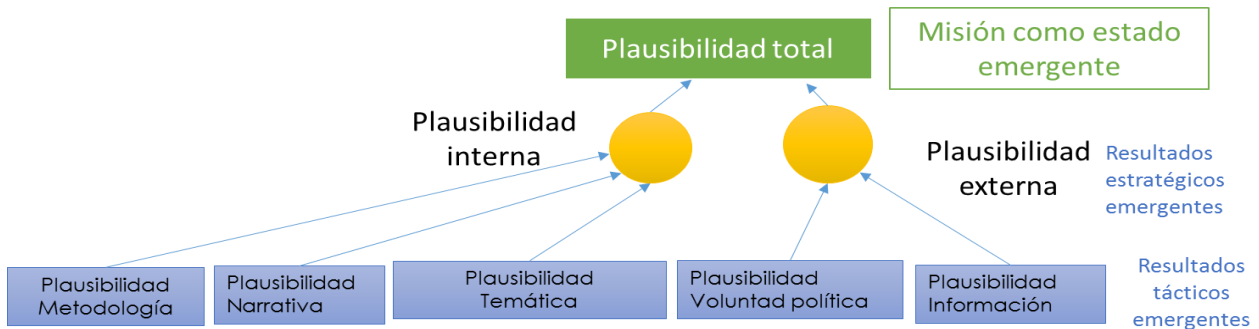 Plausibilidad total
Misión como estado
emergente
Plausibilidad
interna
Plausibilidad
externa
Resultados
estratégicos
emergentes
Plausibilidad
Metodología
Plausibilidad
Narrativa
Plausibilidad
Temática
Plausibilidad
Voluntad política
Plausibilidad
Información
Resultados
tácticos
emergentes